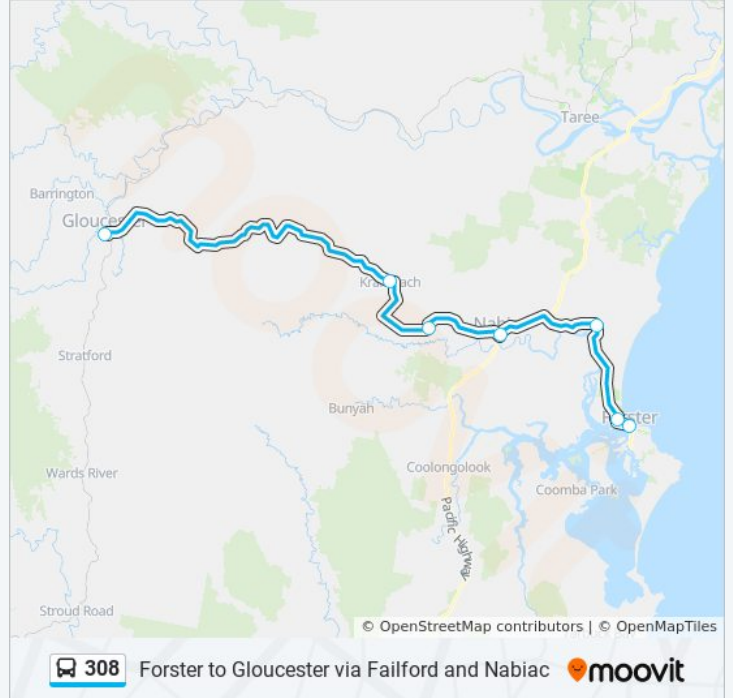 Taree
Barrington
Gloucester
Krambach
Nabiac
Stratford
Bunyah
Forster
Coolongolook
Wards River
Coomba Park
Pacific Highway
Stroud Road
© OpenStreetMap contributors | © OpenMapTiles
308 Forster to Gloucester via Failford and Nabiac moovit